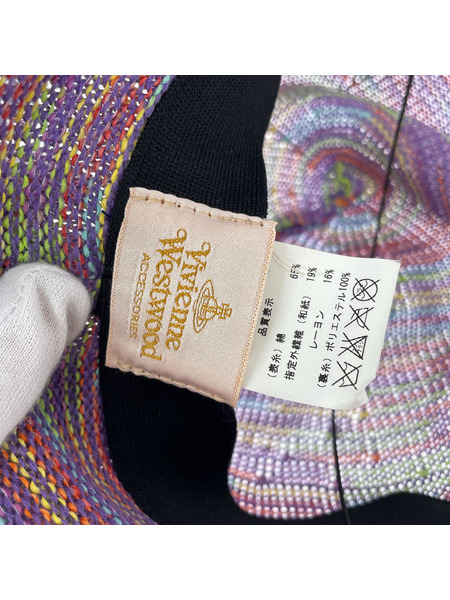 Vivienne
Westwood
ACCESSORIES
品質表示
(表糸) 綿 65%
指定外繊維 (和紙) 19%
レーヨン 16%
(裏糸) ポリエステル100%